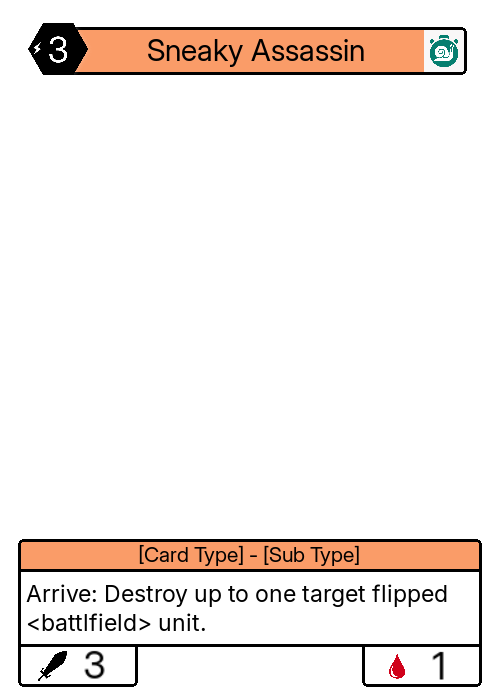 3
Sneaky Assassin
[Card Type] - [Sub Type]
Arrive: Destroy up to one target flipped
<battlfield> unit.
3
1